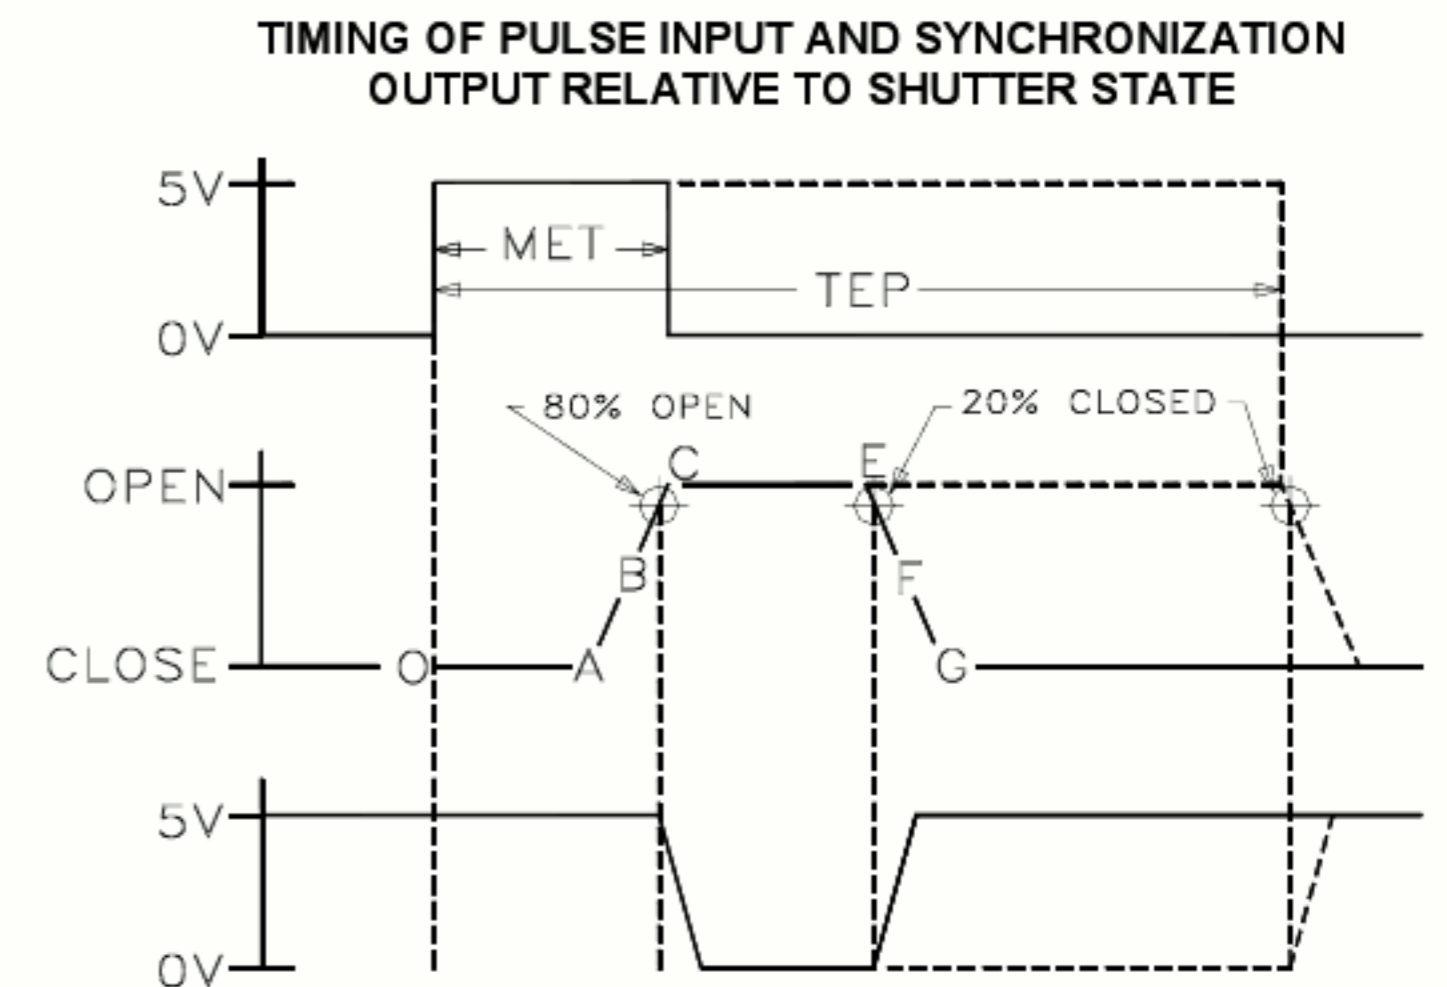 TIMING OF PULSE INPUT AND SYNCHRONIZATION
OUTPUT RELATIVE TO SHUTTER STATE
5V
MET
TEP
0V
80% OPEN
20% CLOSED
C
E
OPEN
B
F
CLOSE
O
A
G
5V
0V